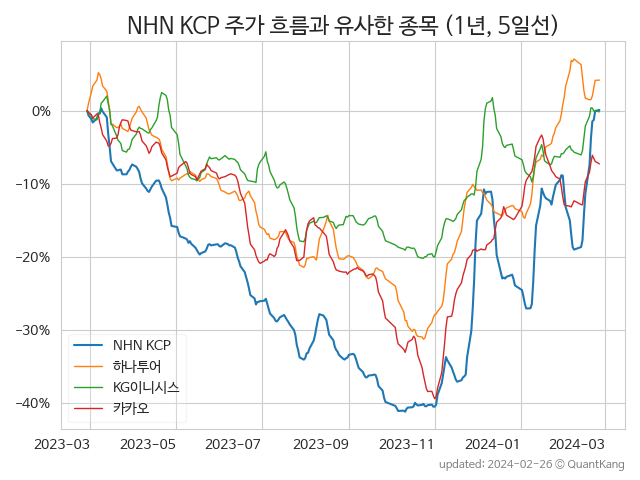 NHN KCP 주가 흐름과 유사한 종목 (1년, 5일선)
0%
−10%
−20%
−30%
−40%
NHN KCP
하나투어
KG이니시스
카카오
2023-03 2023-05 2023-07 2023-09 2023-11 2024-01 2024-03
updated: 2024-02-26 © QuantKang